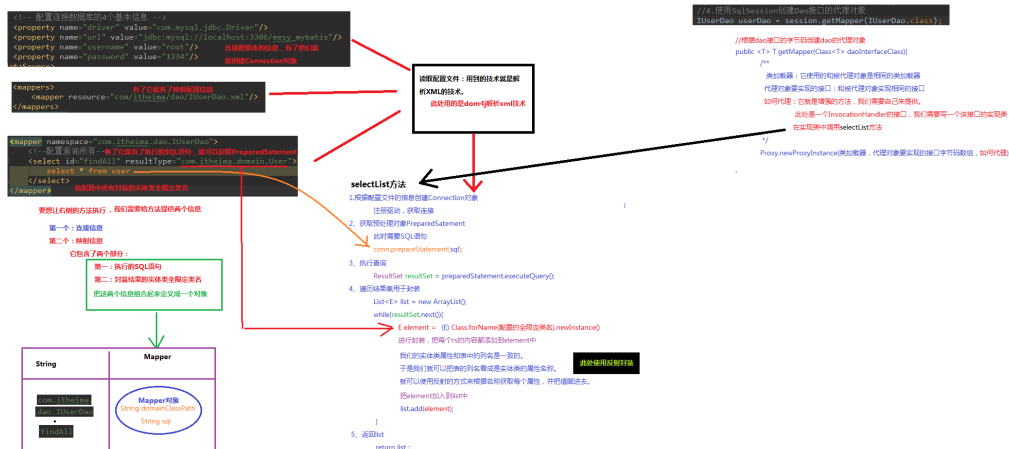 <!-- 配置连接数据库的4个基本信息 -->
<property name="driver" value="com.mysql.jdbc.Driver"/>
<property name="url" value="jdbc:mysql://localhost:3306/eesy_mybatis"/>
<property name="username" value="root"/>
连接数据库的信息，有了他们就
<property name="password" value="1234"/>
能创建Connection对象
<mappers>
有了它就有了映射配置信息
<mapper resource="com/itheima/dao/IUserDao.xml"/>
</mappers>
<mapper namespace="com.itheima.dao.IUserDao">
<!--配置查询所有--
有了它就有了执行的SQL语句，就可以获取PreparedStatement
<select id="findAll" resultType="com.itheima.domain.User">
select * from user
</select>
此配置中还有封装的实体类全限定类名
</mapper>
要想让右侧的方法执行，我们需要给方法提供两个信息
第一个：连接信息
第二个：映射信息
它包含了两个部分：
第一：执行的SQL语句
第二：封装结果的实体类全限定类名
把这两个信息组合起来定义成一个对象
String
Mapper
com.itheima.
dao.IUserDao
.
findAll
Mapper对象
String domainClassPath
String sql
读取配置文件：用到的技术就是解
析XML的技术。
此处用的是dom4j解析xml技术
selectList方法
1.根据配置文件的信息创建Connection对象
注册驱动，获取连接
2、获取预处理对象PreparedSatement
此时需要SQL语句
conn.prepareStatement(sql);
3、执行查询
ResultSet resultSet = preparedStatement.executeQuery();
4、遍历结果集用于封装
List<E> list = new ArrayList();
while(resultSet.next()){
E element = (E) Class.forName(配置的全限定类名).newInstance()
进行封装，把每个rs的内容都添加到element中
我们的实体类属性和表中的列名是一致的。
于是我们就可以把表的列名看成是实体类的属性名称。
就可以使用反射的方式来根据名称获取每个属性，并把值赋进去。
此处使用反射封装
把element加入到list中
list.add(element);
}
5、返回list
return list；
//4.使用SqlSession创建Dao接口的代理对象
IUserDao userDao = session.getMapper(IUserDao.class);
//根据dao接口的字节码创建dao的代理对象
public <T> T getMapper(Class<T> daoInterfaceClass){
/**
类加载器：它使用的和被代理对象是相同的类加载器
代理对象要实现的接口：和被代理对象实现相同的接口
如何代理：它就是增强的方法，我们需要自己来提供。
此处是一个InvocationHandler的接口，我们需要写一个该接口的实现类
在实现类中调用selectList方法
*/
Proxy.newProxyInstance(类加载器，代理对象要实现的接口字节码数组，如何代理)